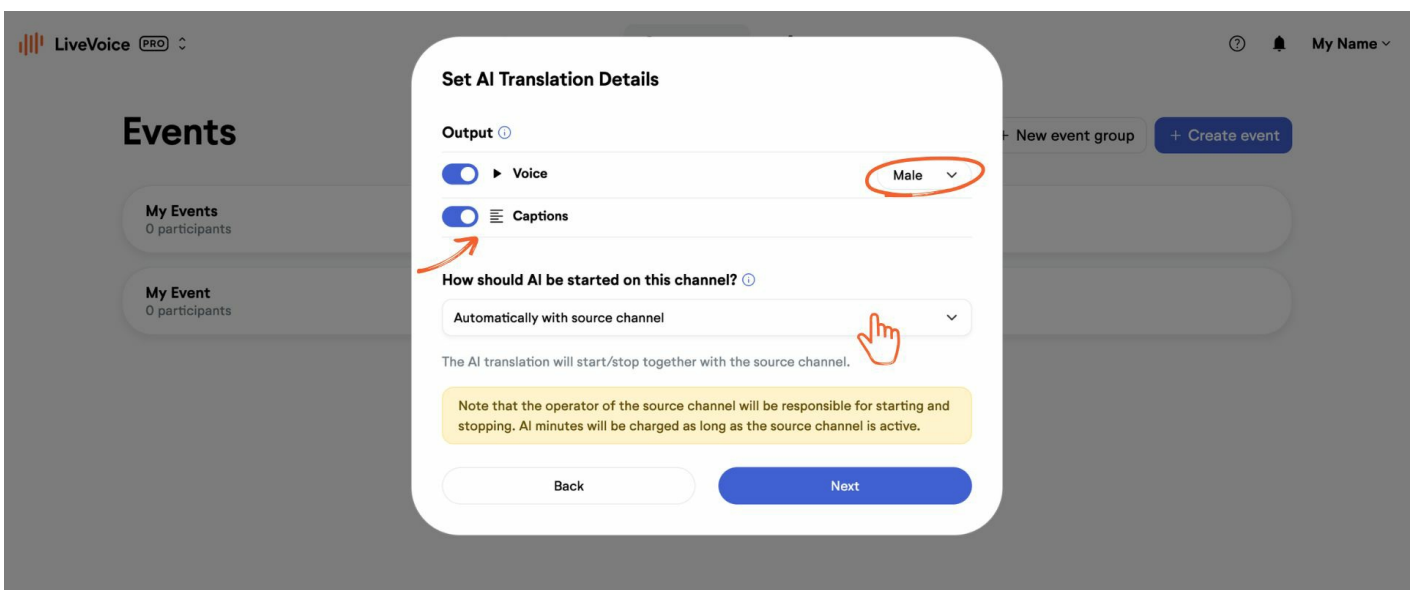 LiveVoice PRO
My Name
Set AI Translation Details
Events
Output
+ New event group
+ Create event
Voice
Male
My Events
0 participants
Captions
How should AI be started on this channel?
My Event
0 participants
Automatically with source channel
The AI translation will start/stop together with the source channel.
Note that the operator of the source channel will be responsible for starting and
stopping. AI minutes will be charged as long as the source channel is active.
Back
Next